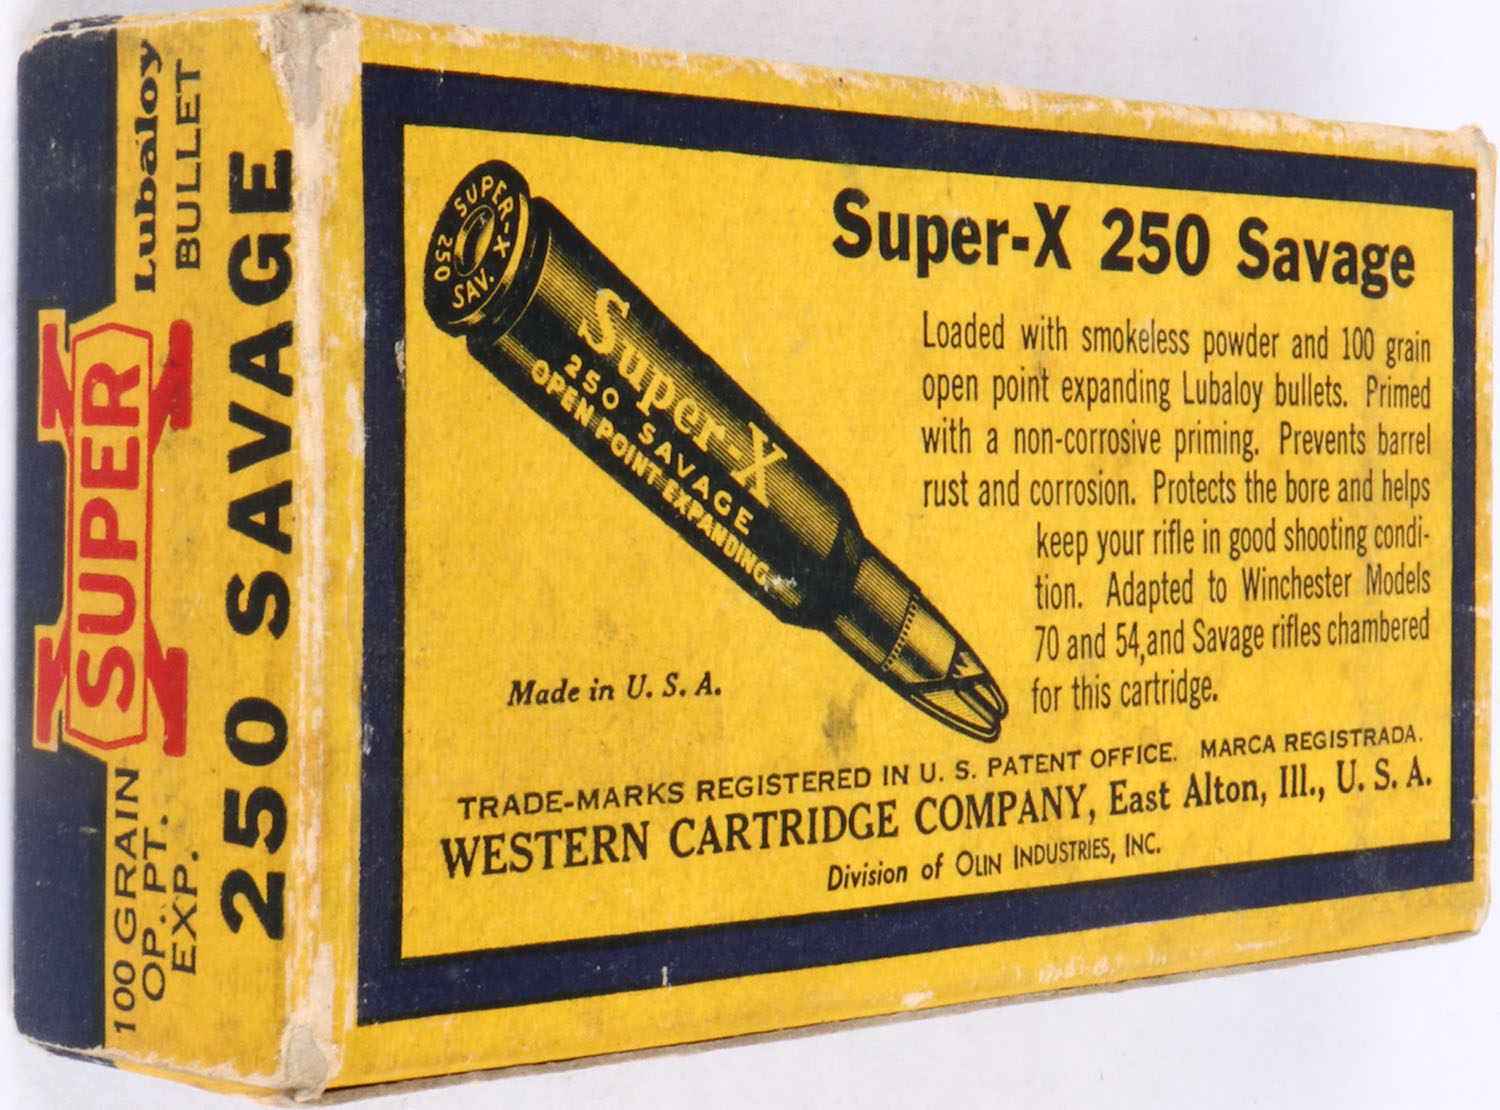 Lubaloy
BULLET
SUPER
X
100 GRAIN
OP. PT.
EXP.
250 SAVAGE
SUPER-X
250
SAV.
Super-X
250 SAVAGE
OPEN POINT EXPANDING
Super-X 250 Savage
Loaded with smokeless powder and 100 grain
open point expanding Lubaloy bullets. Primed
with a non-corrosive priming. Prevents barrel
rust and corrosion. Protects the bore and helps
keep your rifle in good shooting condi-
tion. Adapted to Winchester Models
70 and 54, and Savage rifles chambered
for this cartridge.
Made in U. S. A.
TRADE-MARKS REGISTERED IN U. S. PATENT OFFICE. MARCA REGISTRADA.
WESTERN CARTRIDGE COMPANY, East Alton, Ill., U. S. A.
Division of OLIN INDUSTRIES, INC.